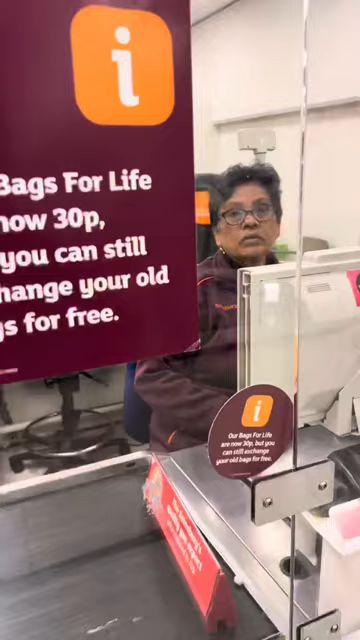 Bags For Life
now 30p,
you can still
hange your old
gs for free.
Our Bags For Life
are now 30p, but you
can still exchange
your old bags for free.